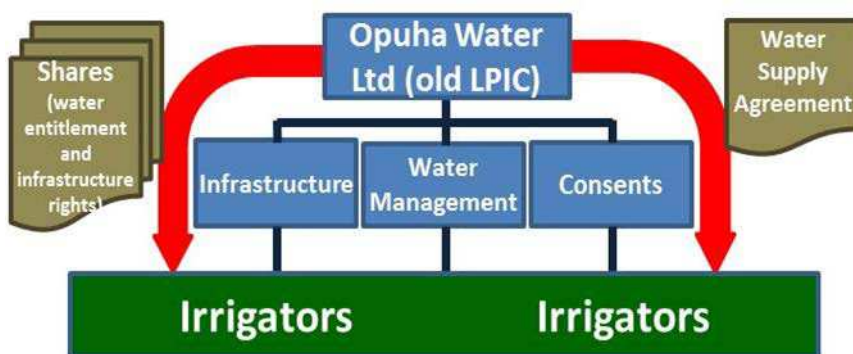 Shares
(water
entitlement
and
infrastructure
rights)
Opuha Water
Ltd (old LPIC)
Water
Supply
Agreement
Infrastructure
Water
Management
Consents
Irrigators
Irrigators